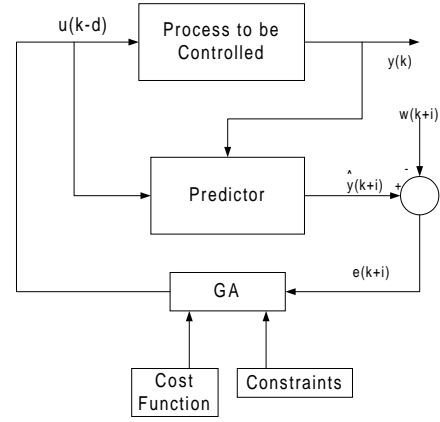 u(k-d)
Process to be
Controlled
y(k)
w(k+i)
-
+
Predictor
ŷ(k+i)
e(k+i)
GA
Cost
Function
Constraints